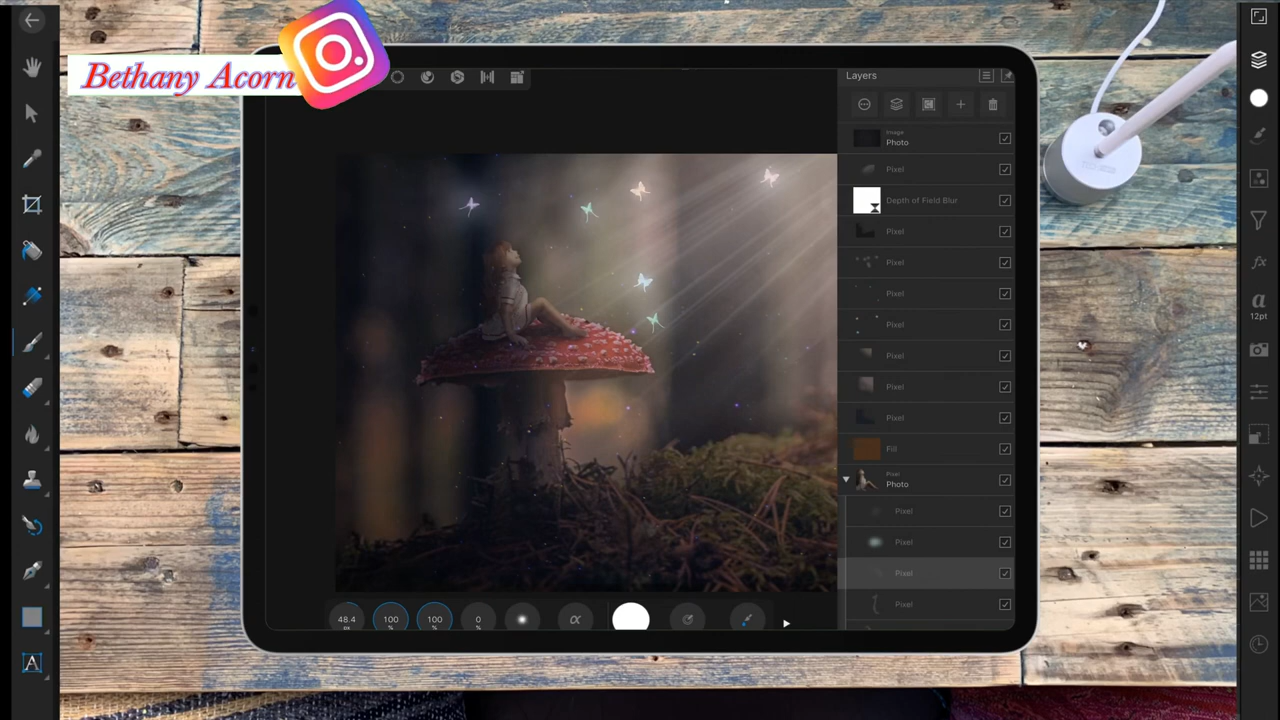 Bethany Acorn
Layers
Image
Photo
Pixel
Depth of Field Blur
Pixel
Pixel
Pixel
Pixel
Pixel
Pixel
Pixel
Fill
Pixel
Photo
Pixel
Pixel
Pixel
Pixel
a
12pt
48.4
px
100
%
100
%
0
%
α
A